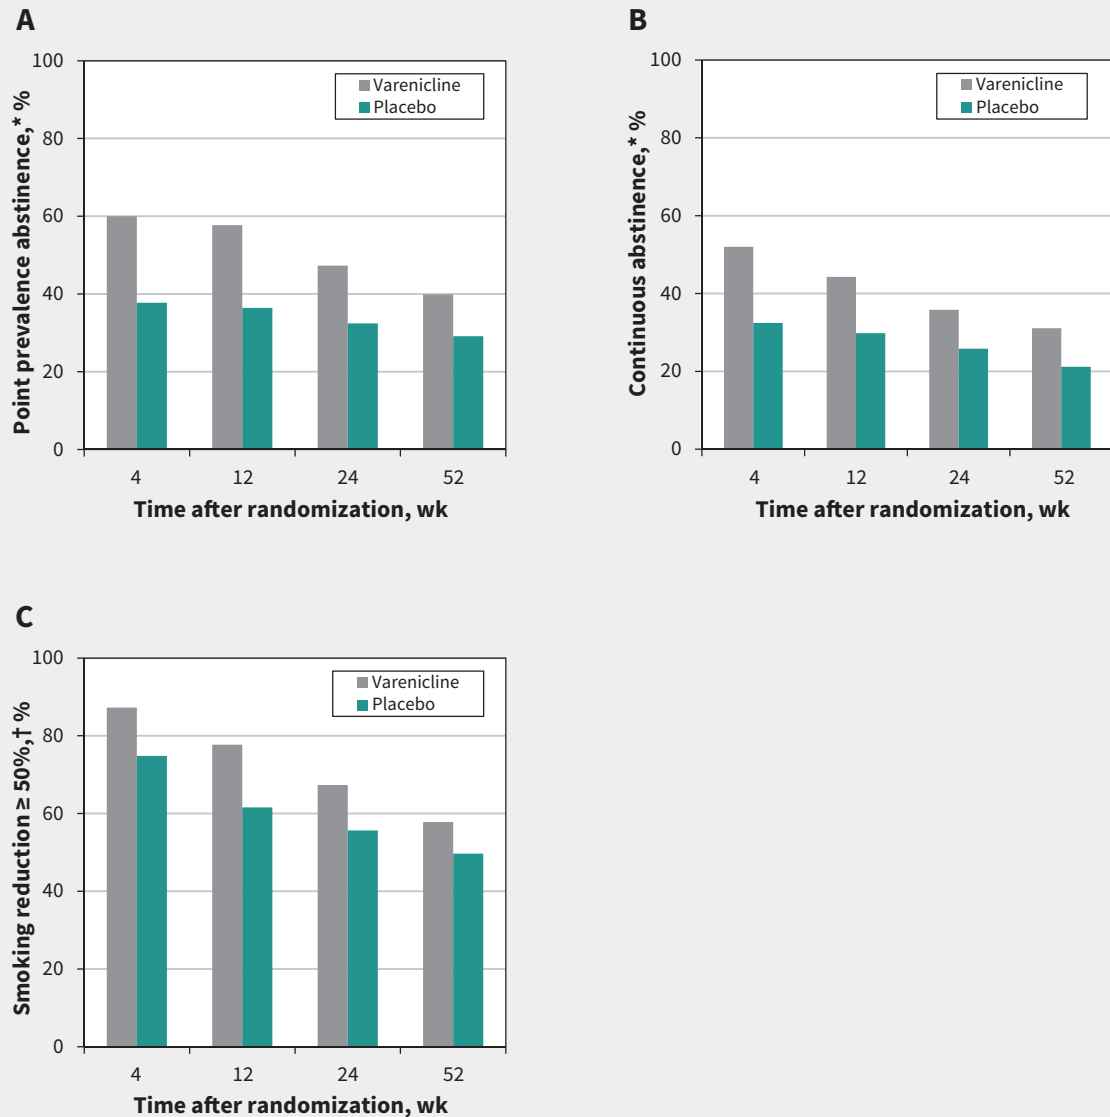 A
Point prevalence abstinence,* %
100
80
60
40
20
0
Varenicline
Placebo
4 12 24 52
Time after randomization, wk
B
Continuous abstinence,* %
100
80
60
40
20
0
Varenicline
Placebo
4 12 24 52
Time after randomization, wk
C
Smoking reduction ≥ 50%,† %
100
80
60
40
20
0
Varenicline
Placebo
4 12 24 52
Time after randomization, wk